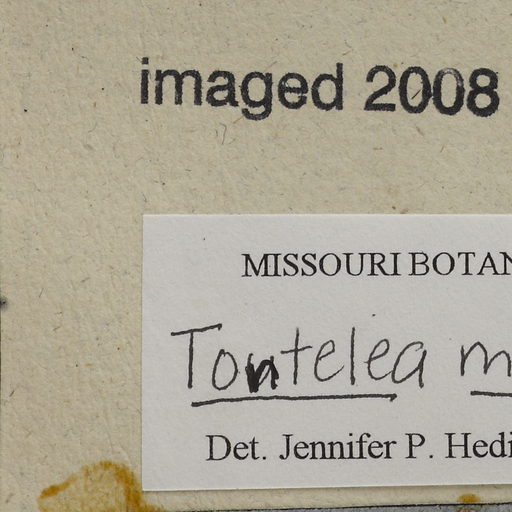 imaged 2008
MISSOURI BOTAN
Tontelea m
Det. Jennifer P. Hedi